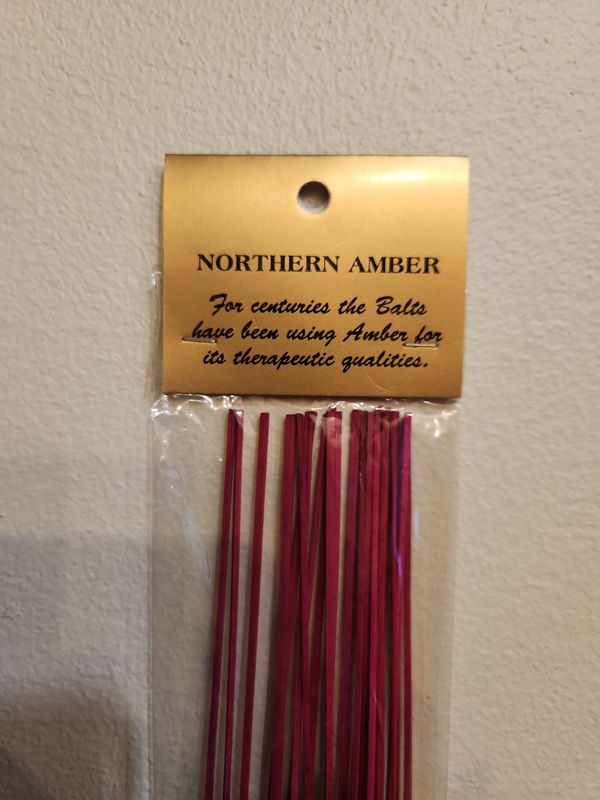 NORTHERN AMBER
For centuries the Balts
have been using Amber for
its therapeutic qualities.